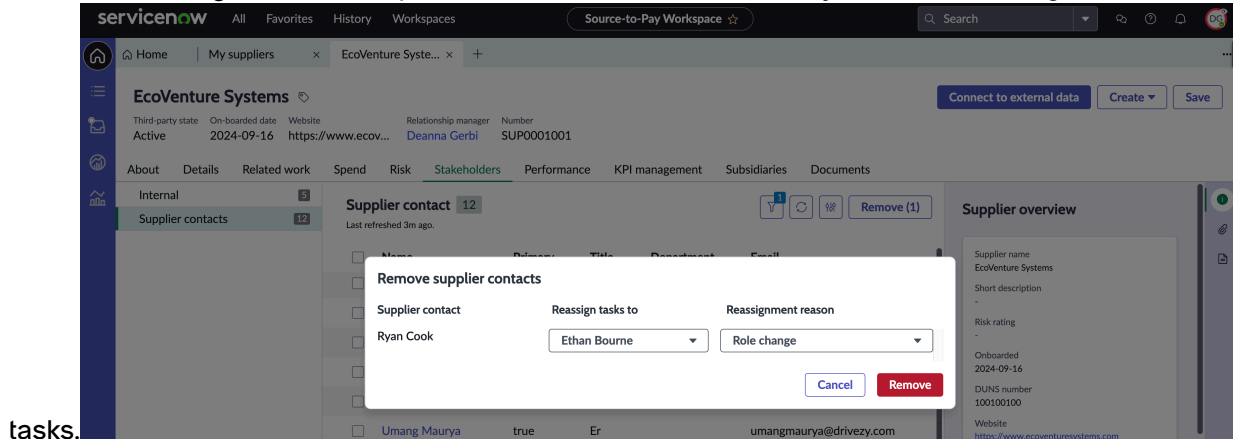 servicenow All Favorites History Workspaces Source-to-Pay Workspace ☆ Search DG
Home My suppliers × EcoVenture Syste... × +
EcoVenture Systems Connect to external data Create Save
Third-party state On-boarded date Website Relationship manager Number
Active 2024-09-16 https://www.ecov... Deanna Gerbi SUP0001001
About Details Related work Spend Risk Stakeholders Performance KPI management Subsidiaries Documents
Internal 5
Supplier contacts 12
Supplier contact 12
1
Remove (1)
Last refreshed 3m ago.
Name Primary Title Department Email
Remove supplier contacts
Supplier contact Reassign tasks to Reassignment reason
Ryan Cook Ethan Bourne Role change
Cancel Remove
Umang Maurya true Er umangmaurya@drivezy.com
Supplier overview
Supplier name
EcoVenture Systems
Short description
-
Risk rating
-
Onboarded
2024-09-16
DUNS number
100100100
Website
https://www.ecoventuresystems.com
tasks.